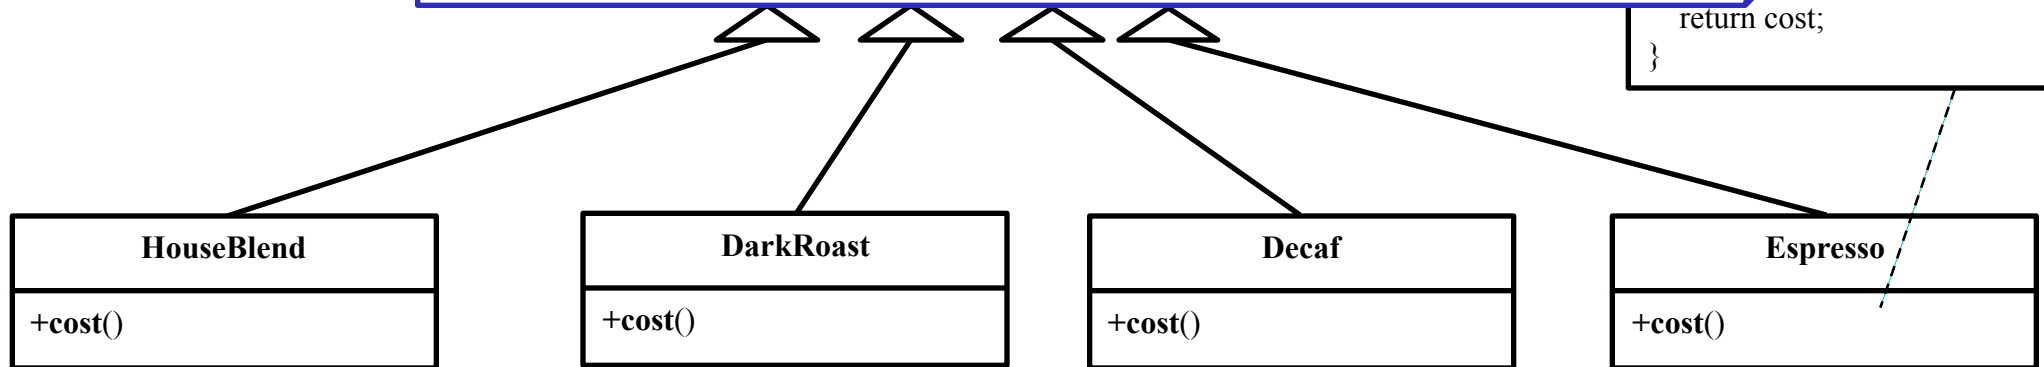 return cost;
}
HouseBlend
+cost()
DarkRoast
+cost()
Decaf
+cost()
Espresso
+cost()